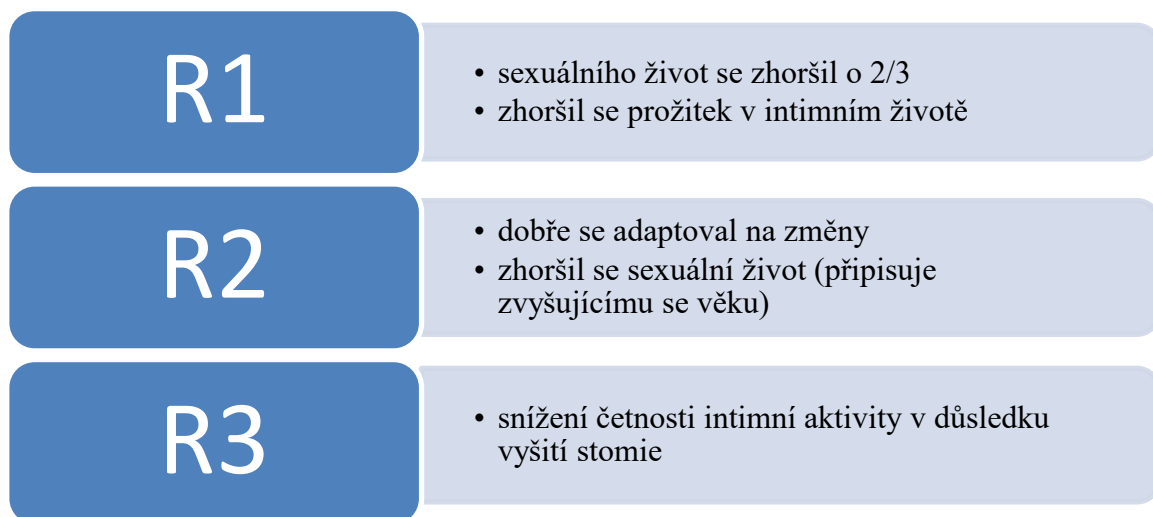 R1
• sexuálního život se zhoršil o 2/3
• zhoršil se prožitek v intimním životě
R2
• dobře se adaptoval na změny
• zhoršil se sexuální život (připisuje
zvyšujícímu se věku)
R3
• snížení četnosti intimní aktivity v důsledku
vyšití stomie